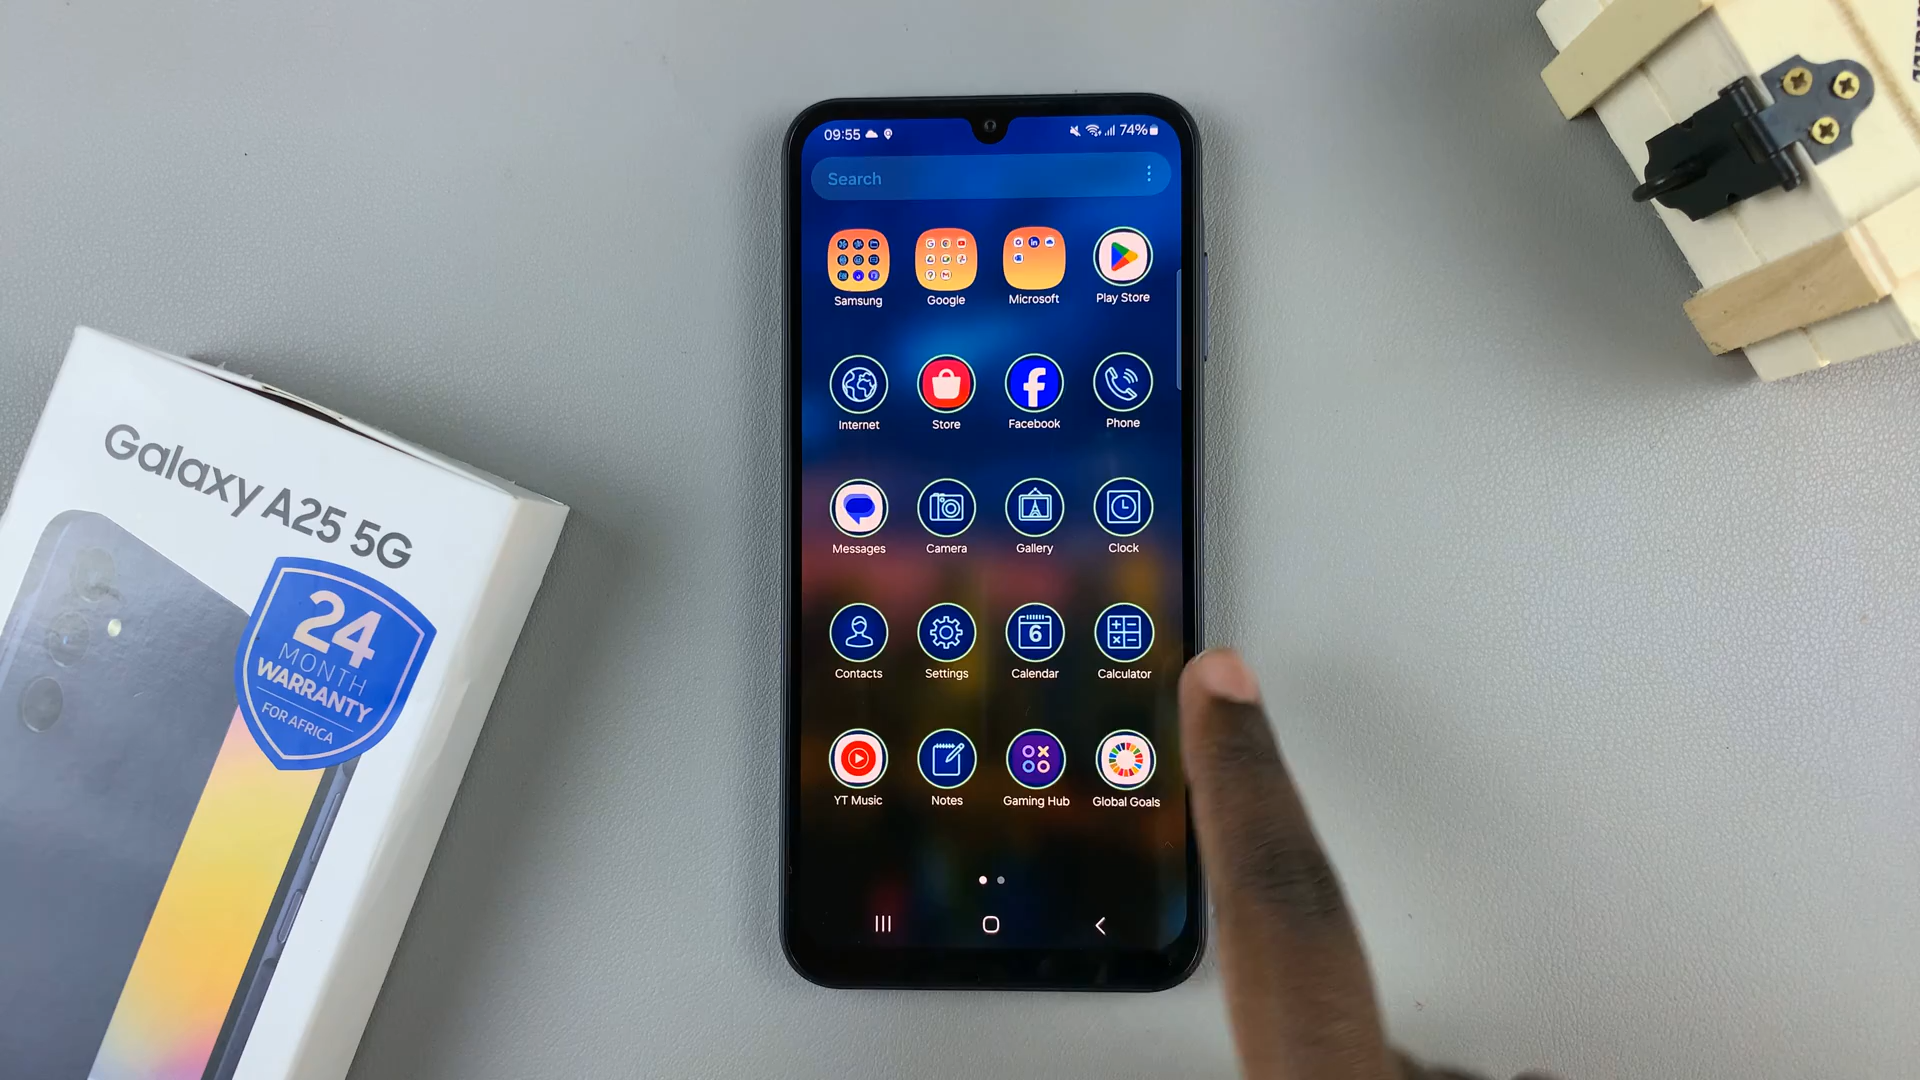 09:55
74%
Search
Samsung
Google
Microsoft
Play Store
Internet
Store
Facebook
Phone
Messages
Camera
Gallery
Clock
Contacts
Settings
6
Calendar
Calculator
YT Music
Notes
Gaming Hub
Global Goals
Galaxy A25 5G
24
MONTH
WARRANTY
FOR AFRICA